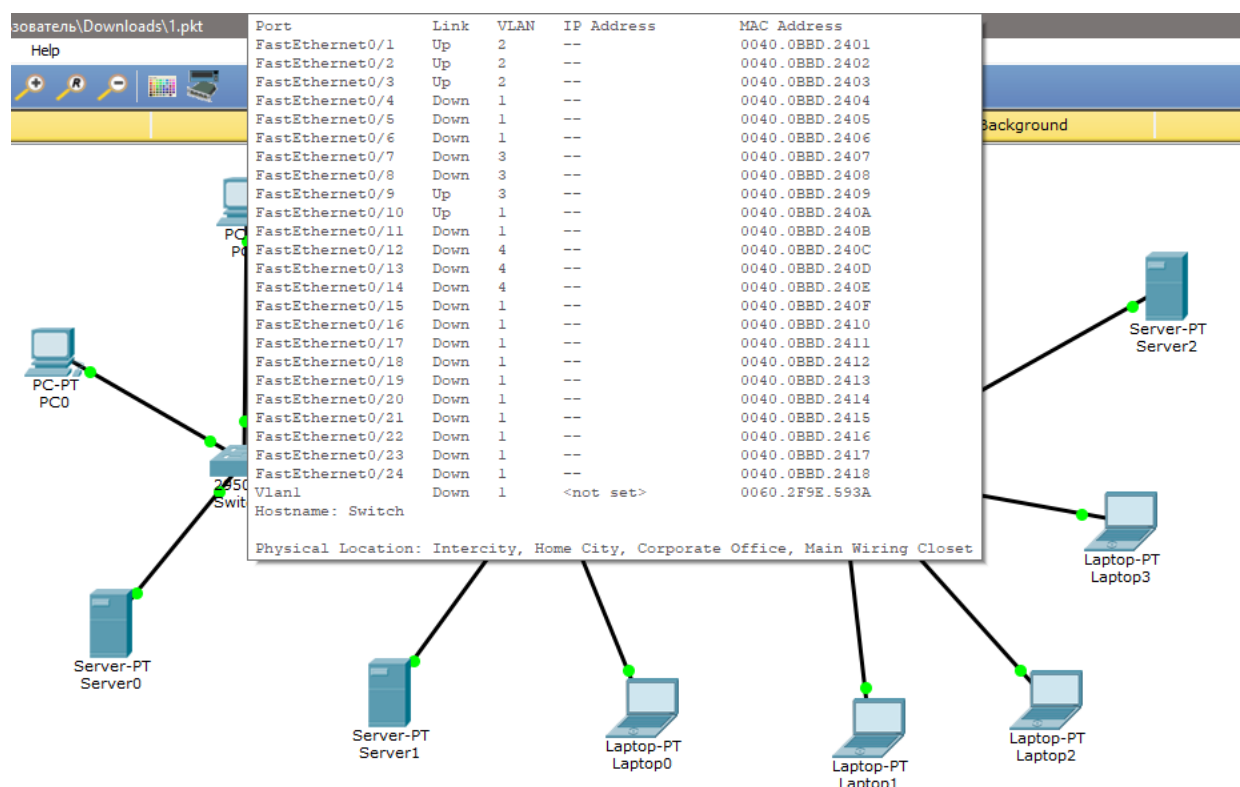 зователь\Downloads\1.pkt
Help
Background
Port Link VLAN IP Address MAC Address
FastEthernet0/1 Up 2 -- 0040.0BBD.2401
FastEthernet0/2 Up 2 -- 0040.0BBD.2402
FastEthernet0/3 Up 2 -- 0040.0BBD.2403
FastEthernet0/4 Down 1 -- 0040.0BBD.2404
FastEthernet0/5 Down 1 -- 0040.0BBD.2405
FastEthernet0/6 Down 1 -- 0040.0BBD.2406
FastEthernet0/7 Down 3 -- 0040.0BBD.2407
FastEthernet0/8 Down 3 -- 0040.0BBD.2408
FastEthernet0/9 Up 3 -- 0040.0BBD.2409
FastEthernet0/10 Up 1 -- 0040.0BBD.240A
FastEthernet0/11 Down 1 -- 0040.0BBD.240B
FastEthernet0/12 Down 4 -- 0040.0BBD.240C
FastEthernet0/13 Down 4 -- 0040.0BBD.240D
FastEthernet0/14 Down 4 -- 0040.0BBD.240E
FastEthernet0/15 Down 1 -- 0040.0BBD.240F
FastEthernet0/16 Down 1 -- 0040.0BBD.2410
FastEthernet0/17 Down 1 -- 0040.0BBD.2411
FastEthernet0/18 Down 1 -- 0040.0BBD.2412
FastEthernet0/19 Down 1 -- 0040.0BBD.2413
FastEthernet0/20 Down 1 -- 0040.0BBD.2414
FastEthernet0/21 Down 1 -- 0040.0BBD.2415
FastEthernet0/22 Down 1 -- 0040.0BBD.2416
FastEthernet0/23 Down 1 -- 0040.0BBD.2417
FastEthernet0/24 Down 1 -- 0040.0BBD.2418
Vlan1 Down 1 <not set> 0060.2F9E.593A
Hostname: Switch
Physical Location: Intercity, Home City, Corporate Office, Main Wiring Closet
PC
PC-PT
PC0
2950
Swit
Server-PT
Server0
Server-PT
Server1
Laptop-PT
Laptop0
Laptop-PT
Laptop1
Laptop-PT
Laptop2
Laptop-PT
Laptop3
Server-PT
Server2